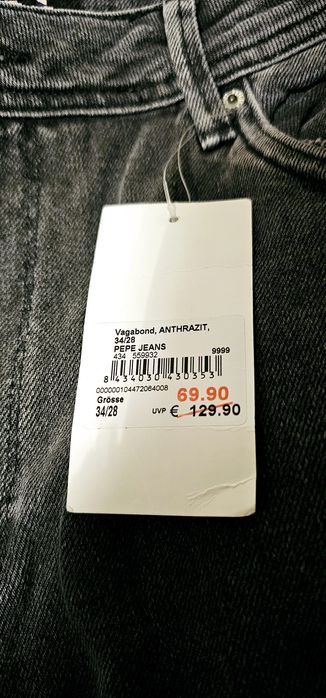 Vagabond, ANTHRAZIT,
34/28
PEPE JEANS
434 559932 9999
8 434030 430353
000000104472064008
Grösse 69.90
34/28 UVP € 129.90